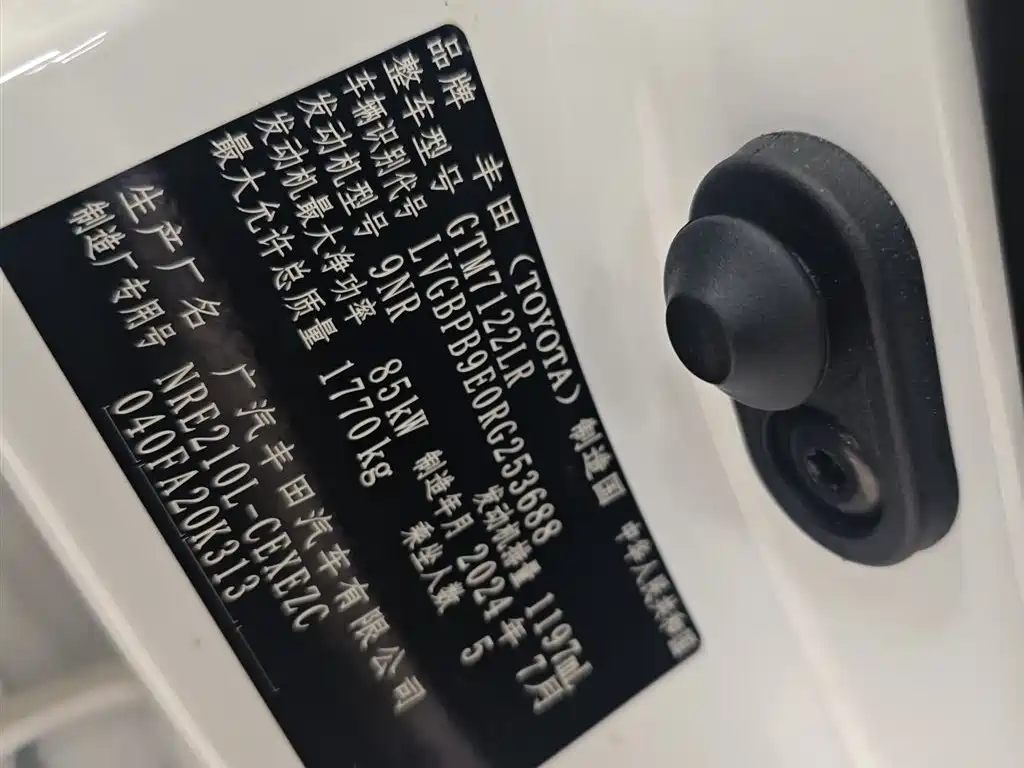 品牌 丰田（TOYOTA） 制造国 中华人民共和国
整车型号 GTM7122LR
车辆识别代号 LVGBPB9E0RG253688
发动机型号 9NR 发动机排量 1197mL
发动机最大净功率 85kW 制造年月 2024年 7月
最大允许总质量 1770kg 乘坐人数 5
生产厂名 广汽丰田汽车有限公司
制造厂专用号 NRE210L-CEXEZC
040FA20K313